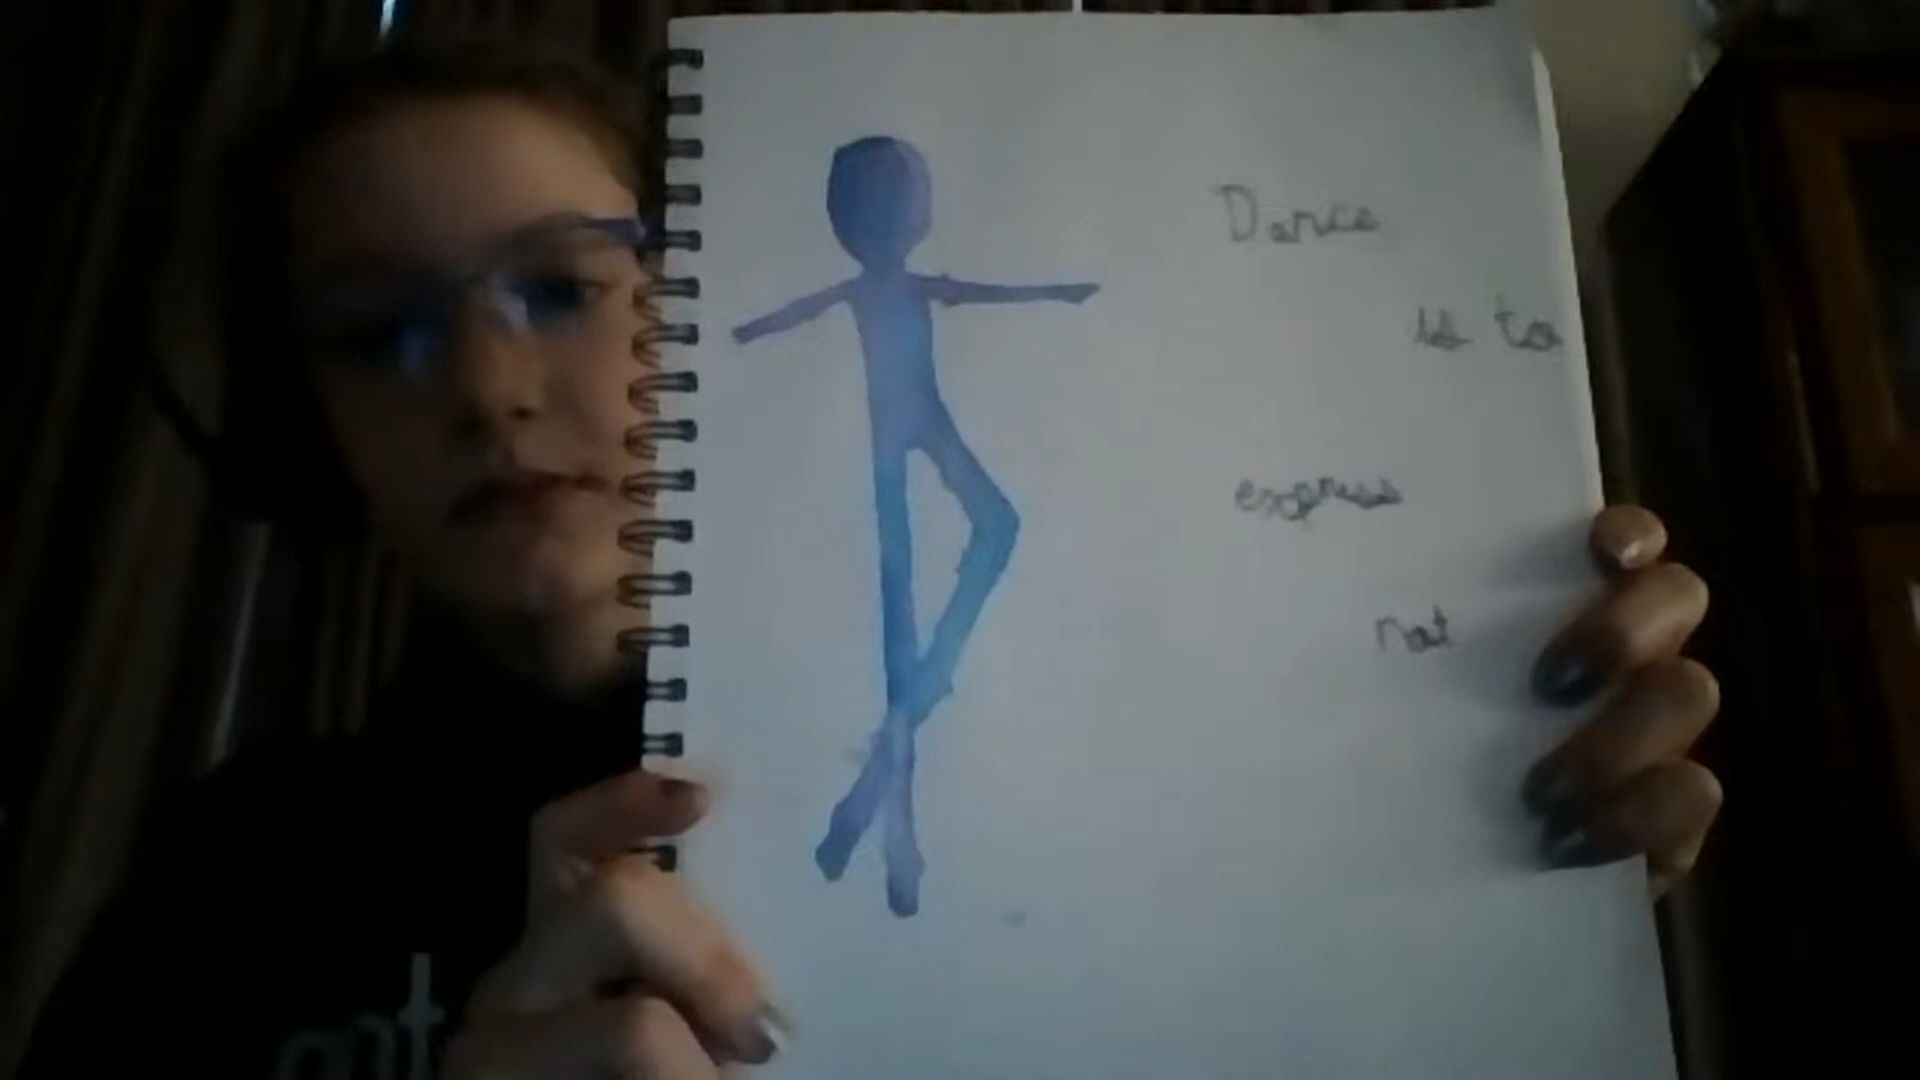 Dance
is to
express
not